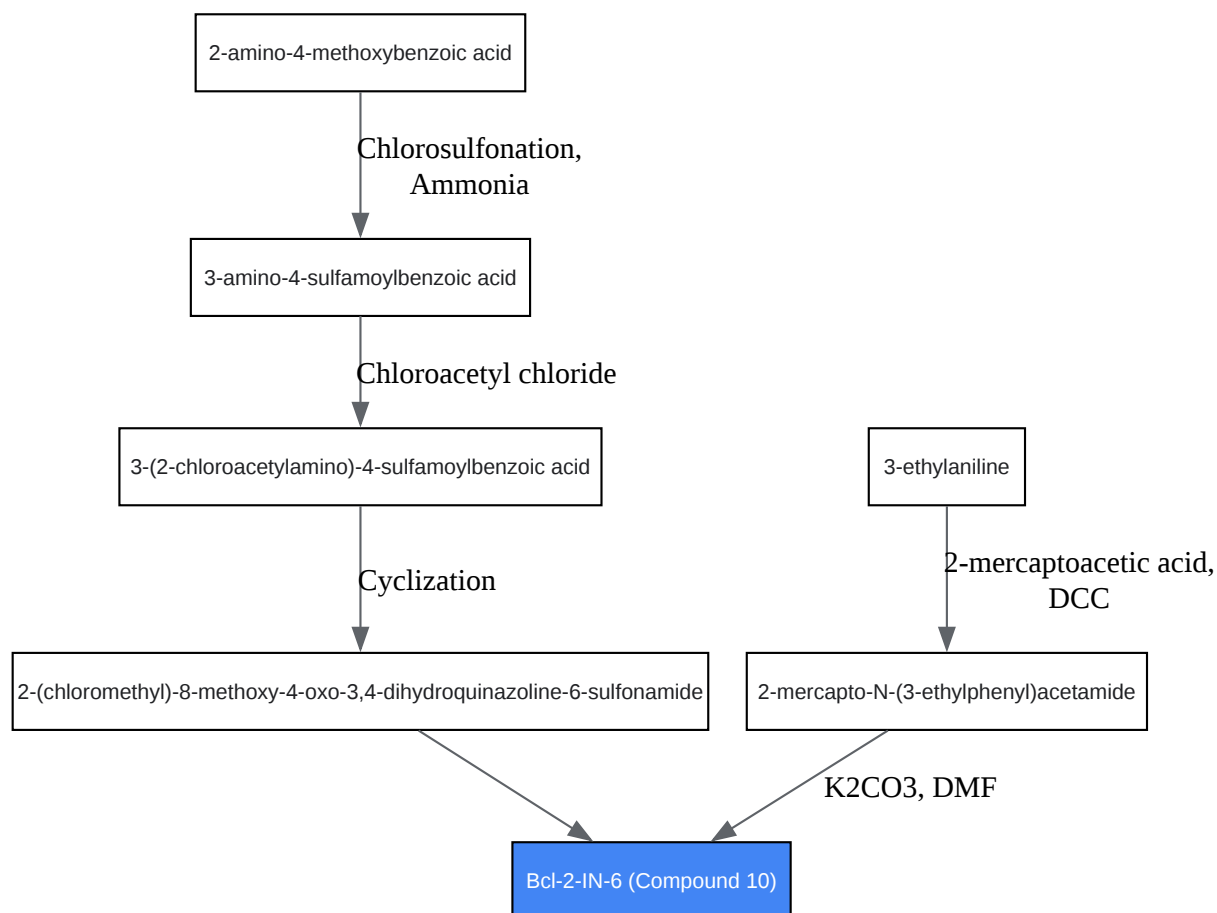 2-amino-4-methoxybenzoic acid
Chlorosulfonation,
Ammonia
3-amino-4-sulfamoylbenzoic acid
Chloroacetyl chloride
3-(2-chloroacetylamino)-4-sulfamoylbenzoic acid
3-ethylaniline
Cyclization
2-mercaptoacetic acid,
DCC
2-(chloromethyl)-8-methoxy-4-oxo-3,4-dihydroquinazoline-6-sulfonamide
2-mercapto-N-(3-ethylphenyl)acetamide
K2CO3, DMF
Bcl-2-IN-6 (Compound 10)